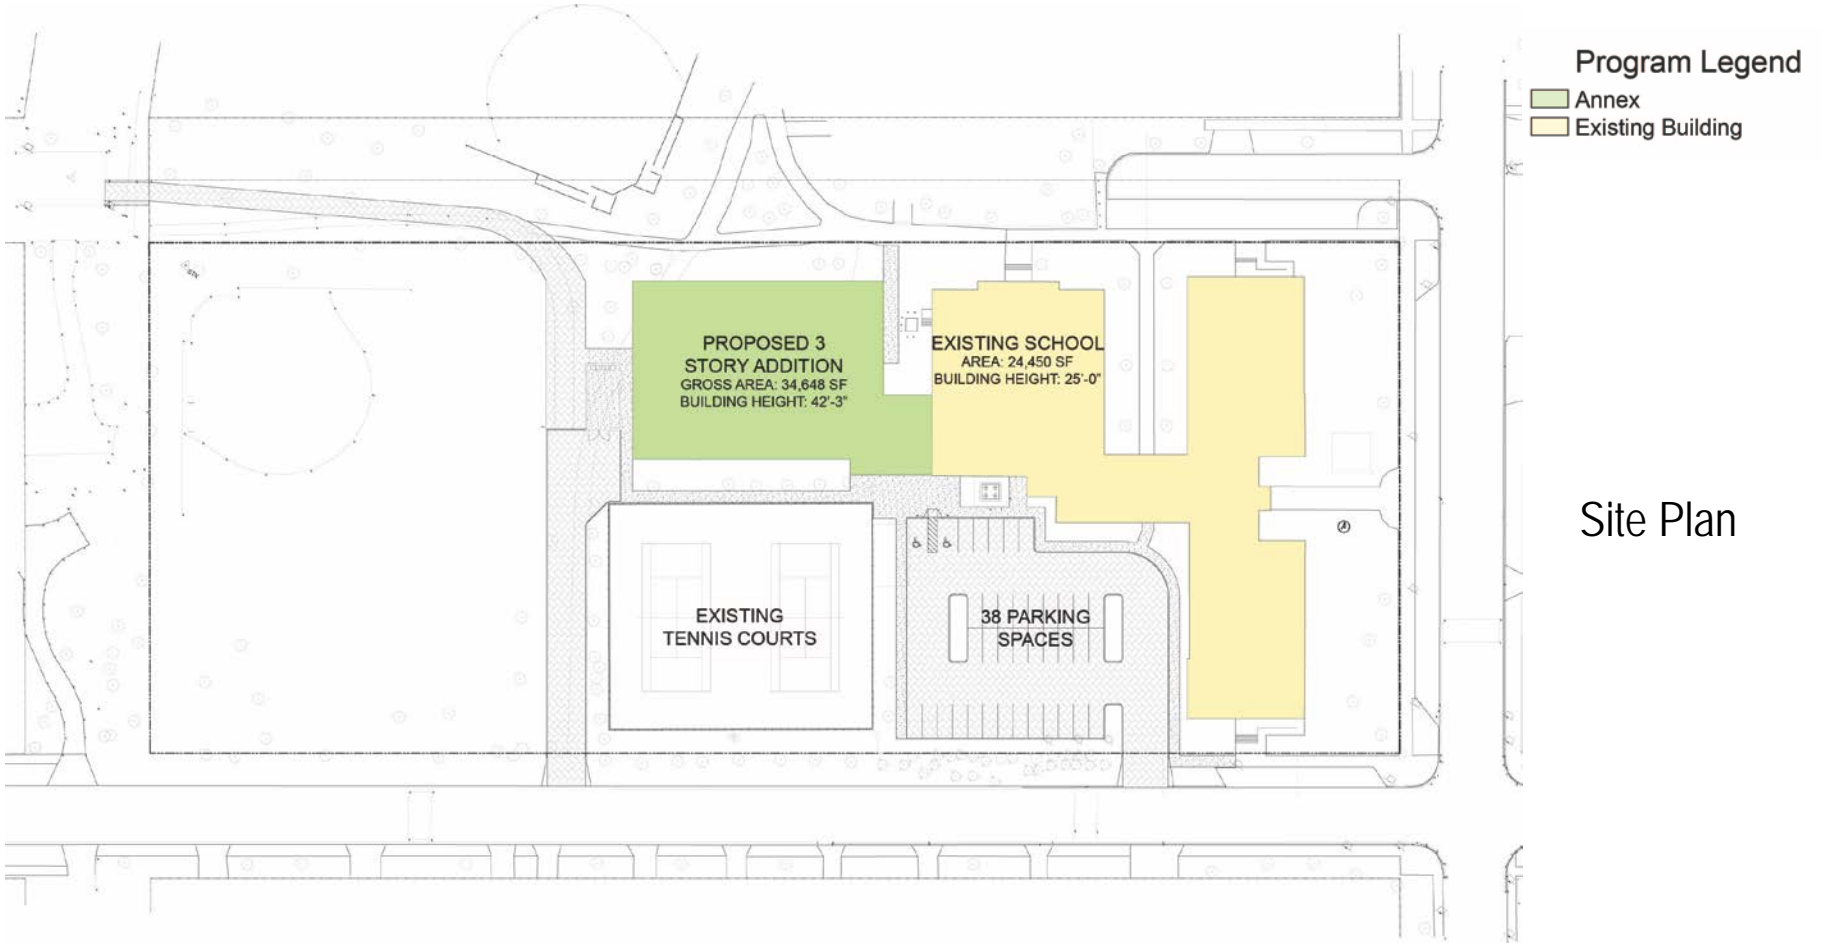 Program Legend
Annex
Existing Building
PROPOSED 3
STORY ADDITION
GROSS AREA: 34,648 SF
BUILDING HEIGHT: 42'-3"
EXISTING SCHOOL
AREA: 24,450 SF
BUILDING HEIGHT: 25'-0"
Site Plan
EXISTING
TENNIS COURTS
38 PARKING
SPACES